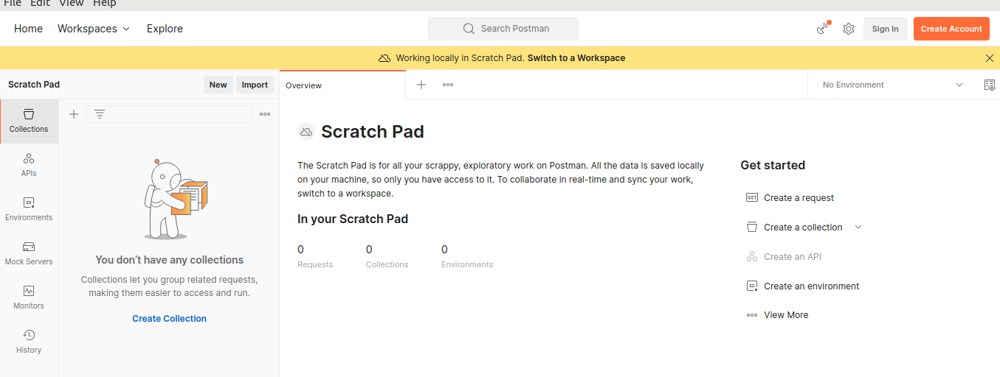 File Edit View Help
Home Workspaces Explore
Search Postman
Sign In
Create Account
Working locally in Scratch Pad. Switch to a Workspace
Scratch Pad
New
Import
Overview
No Environment
Collections
APIs
Environments
Mock Servers
Monitors
History
You don’t have any collections
Collections let you group related requests,
making them easier to access and run.
Create Collection
Scratch Pad
The Scratch Pad is for all your scrappy, exploratory work on Postman. All the data is saved locally
on your machine, so only you have access to it. To collaborate in real-time and sync your work,
switch to a workspace.
In your Scratch Pad
0 0 0
Requests Collections Environments
Get started
GET Create a request
Create a collection
Create an API
Create an environment
View More